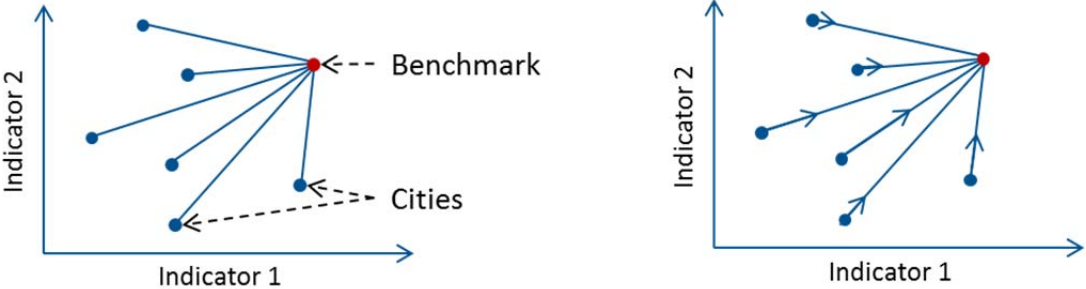 Indicator 2
Benchmark
Cities
Indicator 1
Indicator 2
Indicator 1